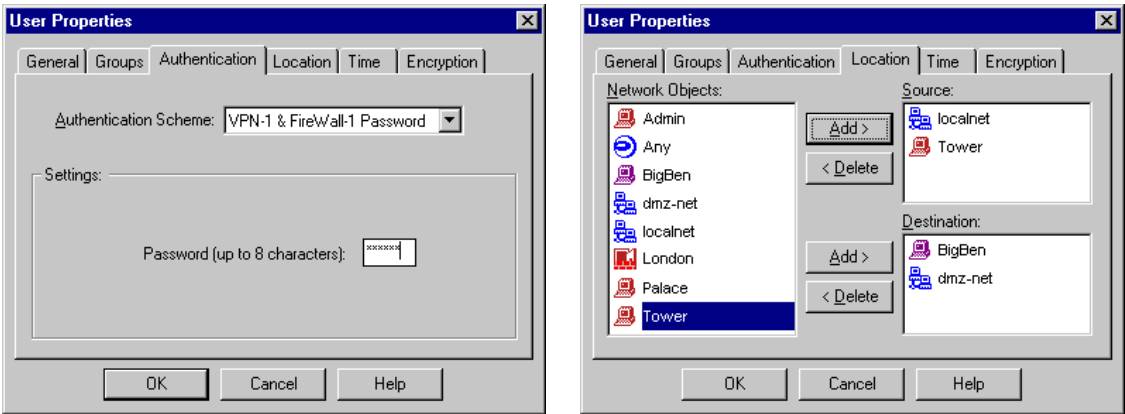 User Properties
General Groups Authentication Location Time Encryption
Authentication Scheme: VPN-1 & FireWall-1 Password
Settings:
Password (up to 8 characters): ******
OK Cancel Help
User Properties
General Groups Authentication Location Time Encryption
Network Objects:
Admin
Any
BigBen
dmz-net
localnet
London
Palace
Tower
Add >
< Delete
Add >
< Delete
Source:
localnet
Tower
Destination:
BigBen
dmz-net
OK Cancel Help